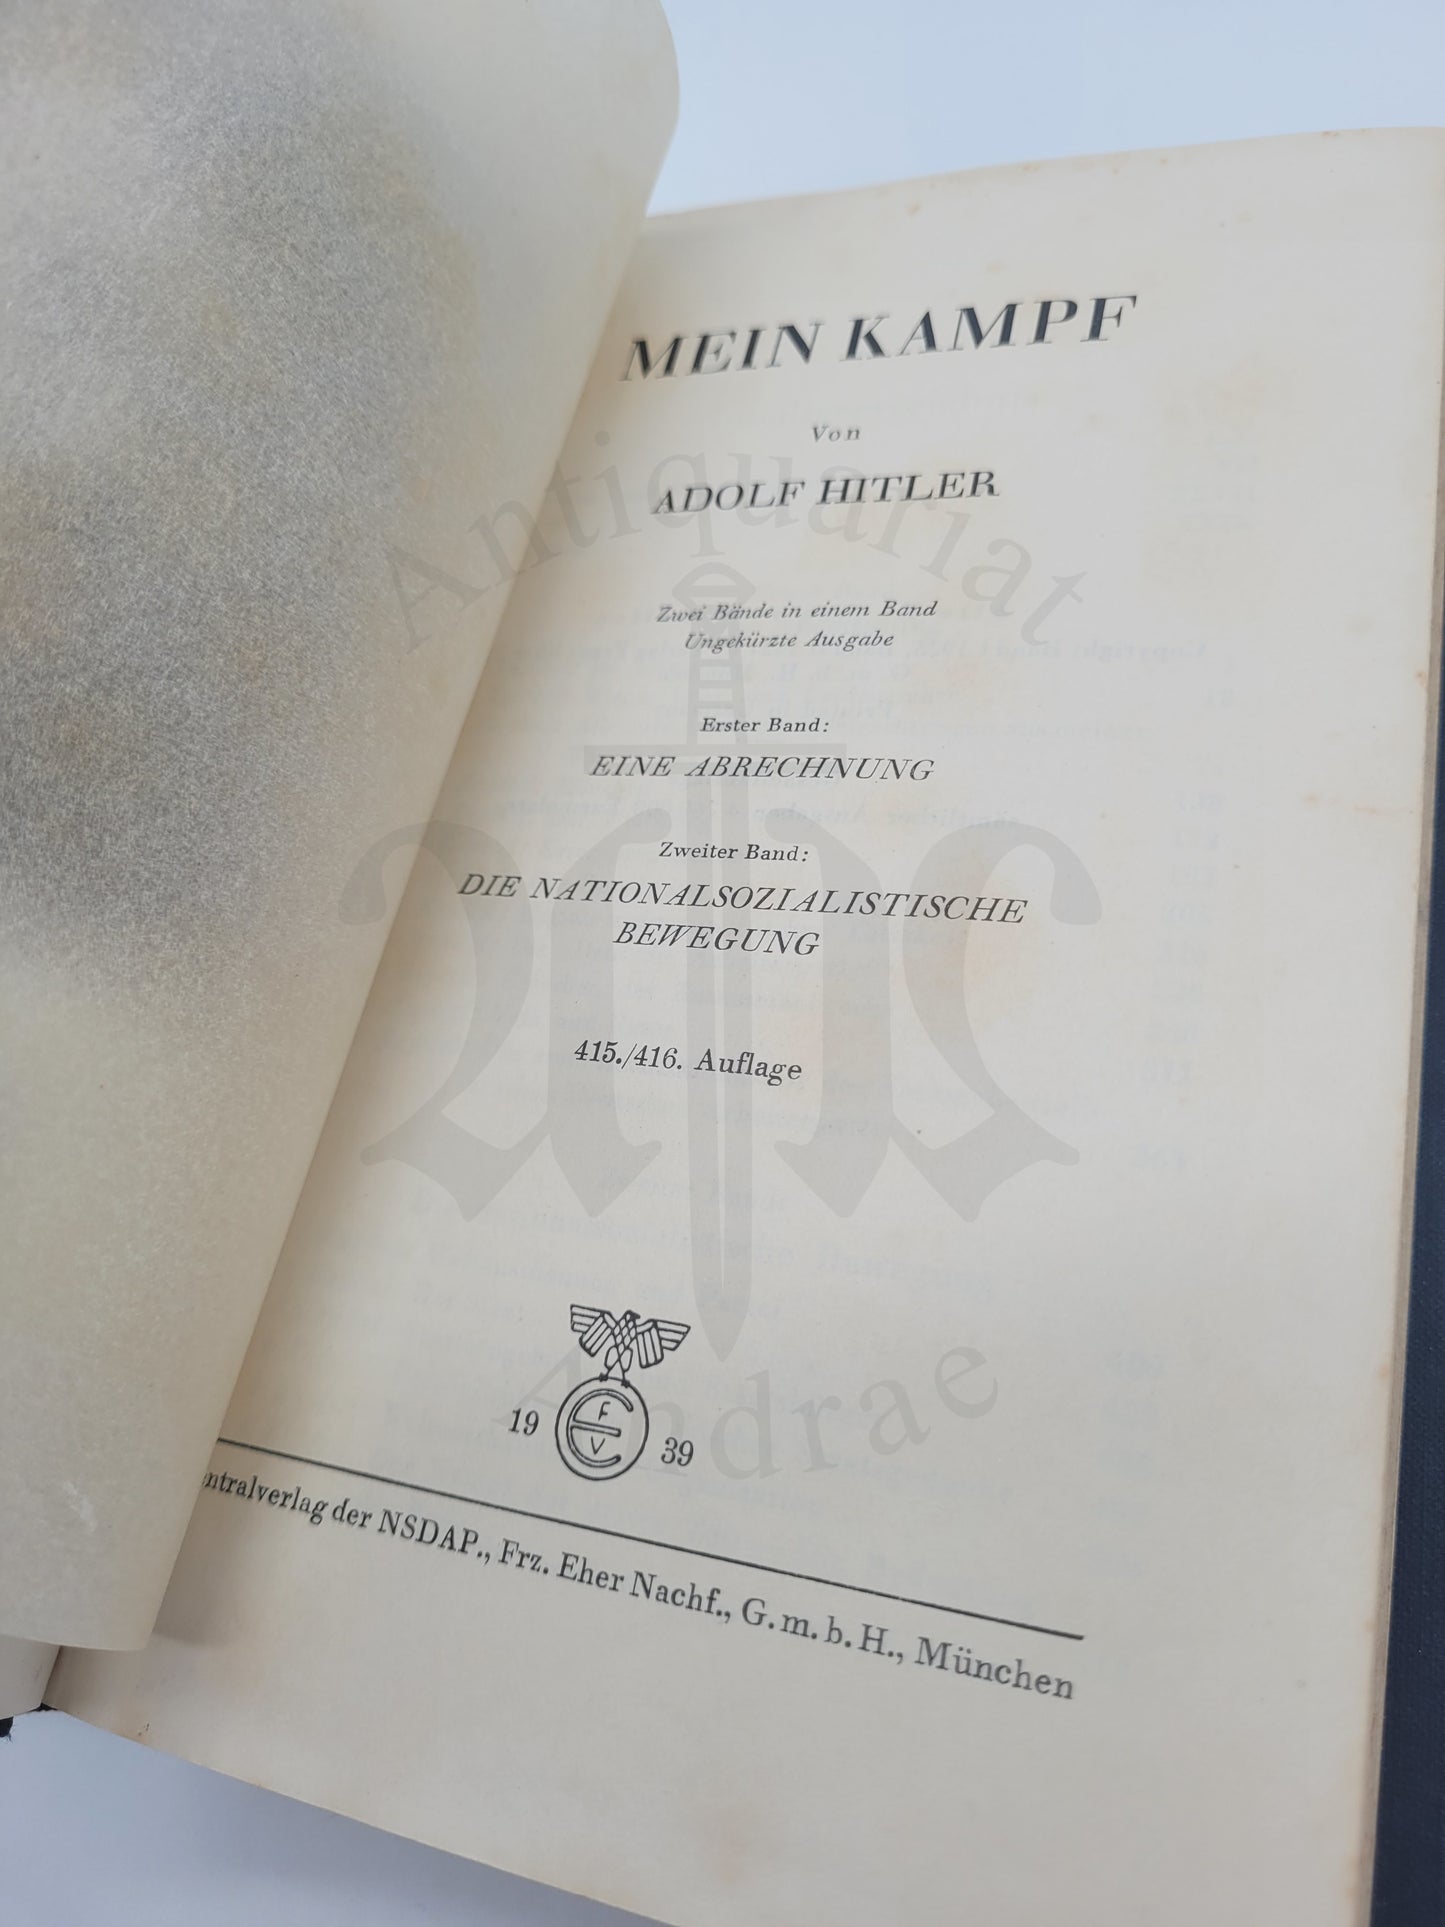 MEIN KAMPF
Von
ADOLF HITLER
Zwei Bände in einem Band
Ungekürzte Ausgabe
Erster Band:
EINE ABRECHNUNG
Zweiter Band:
DIE NATIONALSOZIALISTISCHE
BEWEGUNG
415./416. Auflage
19 F E V 39
entralverlag der NSDAP., Frz. Eher Nachf., G.m.b.H., München
Antiquariat
Andrae